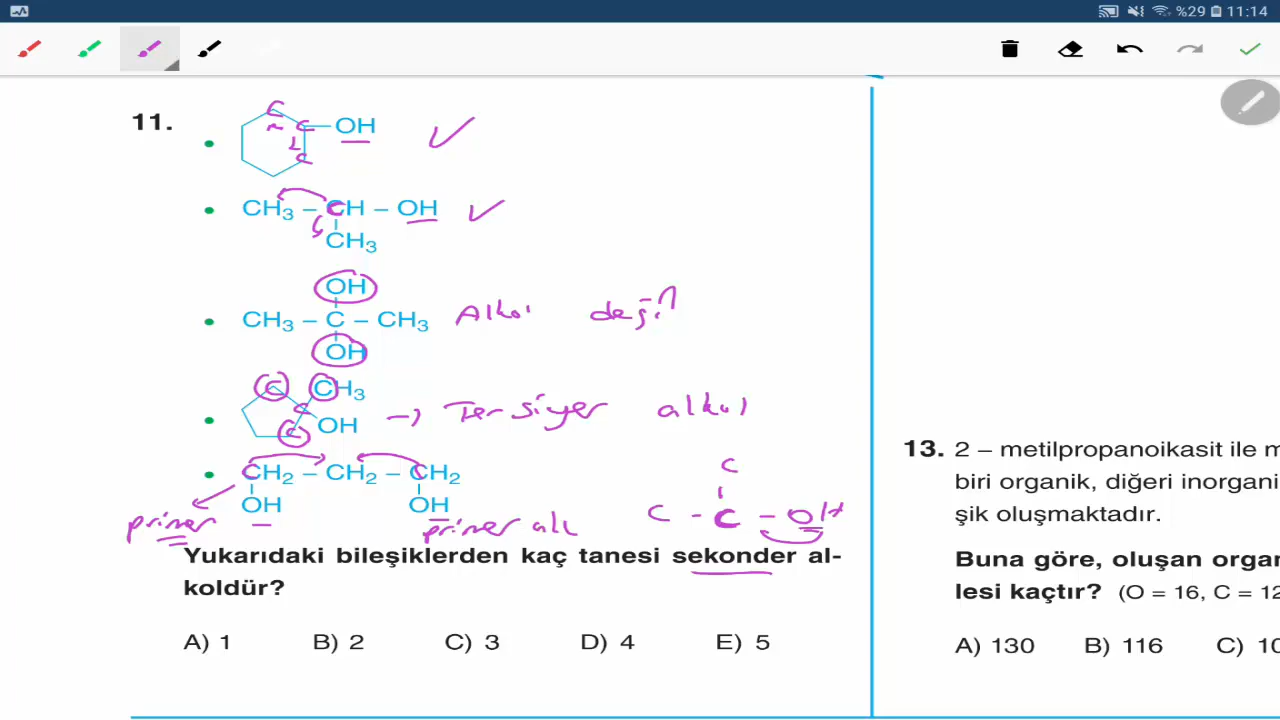 %29 11:14
11.
C
C – OH
C
CH3 – CH – OH
CH3
OH
CH3 – C – CH3 Alkol değil
OH
C CH3
C OH → Tersiyer alkol
C
CH2 – CH2 – CH2
OH OH
primer primer alk
C
C – C – OH
Yukarıdaki bileşiklerden kaç tanesi sekonder al-
koldür?
A) 1 B) 2 C) 3 D) 4 E) 5
13. 2 – metilpropanoikasit ile m
biri organik, diğeri inorgani
şik oluşmaktadır.
Buna göre, oluşan organ
lesi kaçtır? (O = 16, C = 12
A) 130 B) 116 C) 10